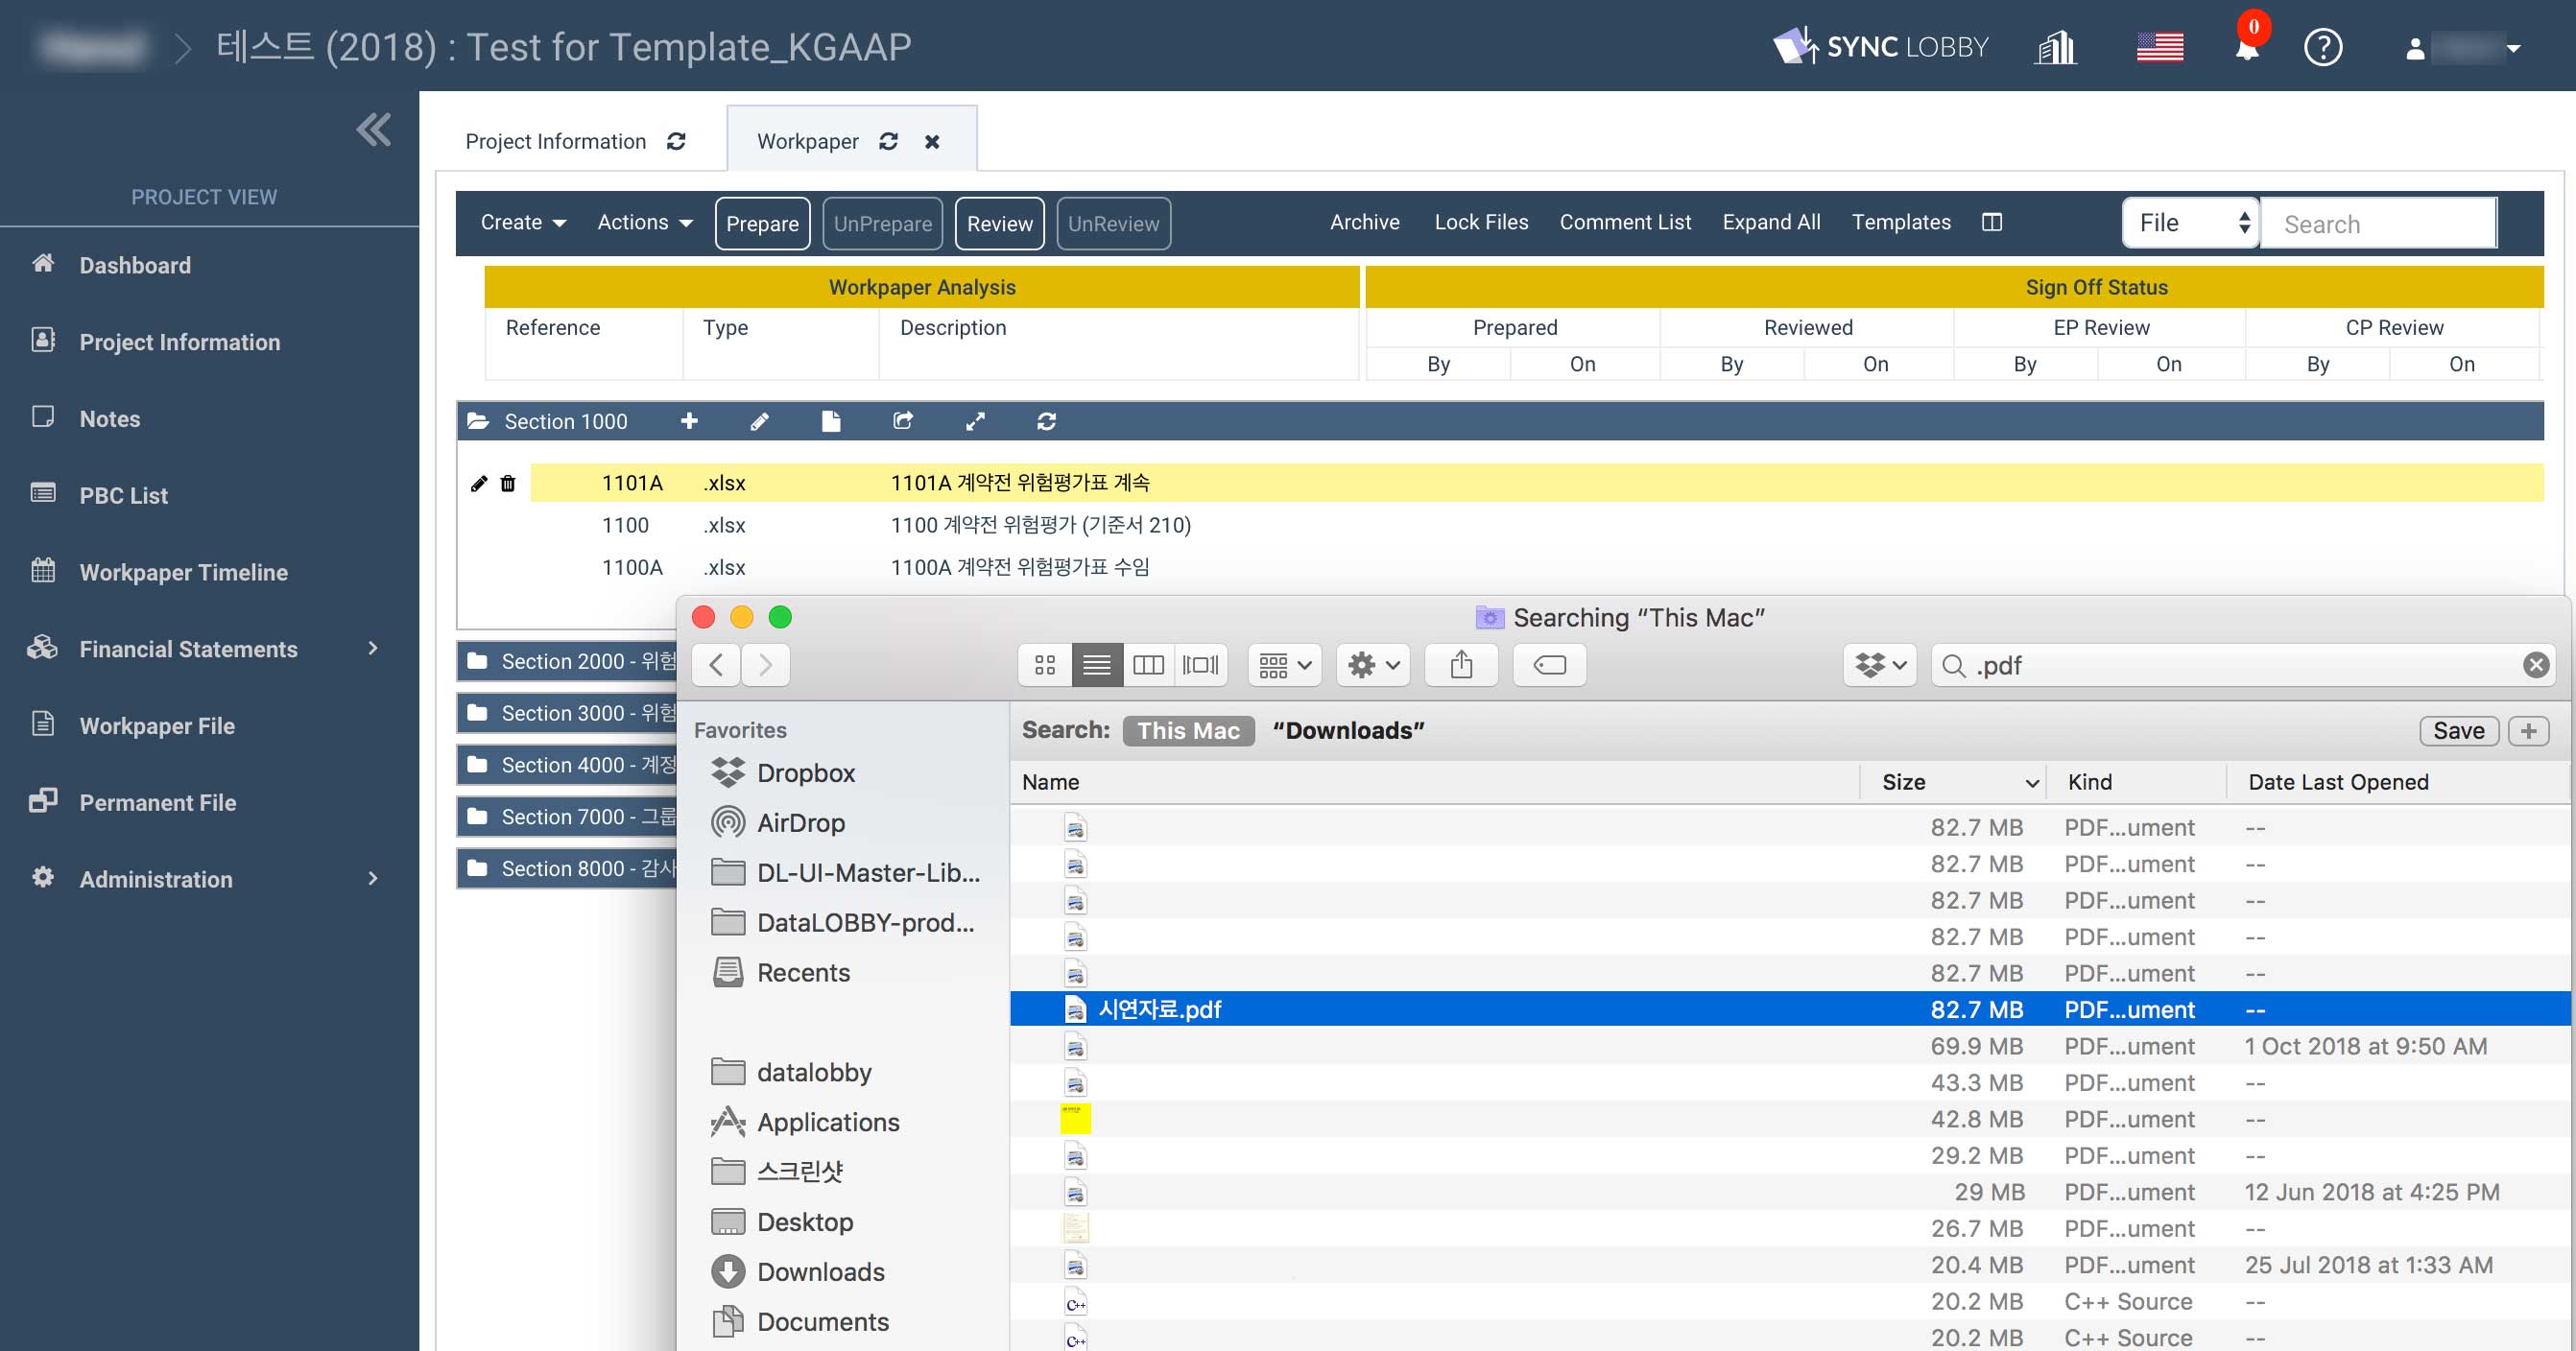 테스트 (2018) : Test for Template_KGAAP
SYNC LOBBY
0
?
PROJECT VIEW
Dashboard
Project Information
Notes
PBC List
Workpaper Timeline
Financial Statements
Workpaper File
Permanent File
Administration
Project Information
Workpaper
Create
Actions
Prepare
UnPrepare
Review
UnReview
Archive
Lock Files
Comment List
Expand All
Templates
File
Search
Workpaper Analysis
Sign Off Status
Reference Type Description
Prepared Reviewed EP Review CP Review
By On By On By On By On
Section 1000
1101A .xlsx 1101A 계약전 위험평가표 계속
1100 .xlsx 1100 계약전 위험평가 (기준서 210)
1100A .xlsx 1100A 계약전 위험평가표 수임
Section 2000 - 위험
Section 3000 - 위험
Section 4000 - 계정
Section 7000 - 그룹
Section 8000 - 감사
Searching “This Mac”
.pdf
Favorites
Dropbox
AirDrop
DL-UI-Master-Lib...
DataLOBBY-prod...
Recents
datalobby
Applications
스크린샷
Desktop
Downloads
Documents
Search: This Mac “Downloads”
Save +
Name Size Kind Date Last Opened
82.7 MB PDF...ument --
82.7 MB PDF...ument --
82.7 MB PDF...ument --
82.7 MB PDF...ument --
82.7 MB PDF...ument --
시연자료.pdf 82.7 MB PDF...ument --
69.9 MB PDF...ument 1 Oct 2018 at 9:50 AM
43.3 MB PDF...ument --
42.8 MB PDF...ument --
29.2 MB PDF...ument --
29 MB PDF...ument 12 Jun 2018 at 4:25 PM
26.7 MB PDF...ument --
20.4 MB PDF...ument 25 Jul 2018 at 1:33 AM
C++ 20.2 MB C++ Source --
C++ 20.2 MB C++ Source --